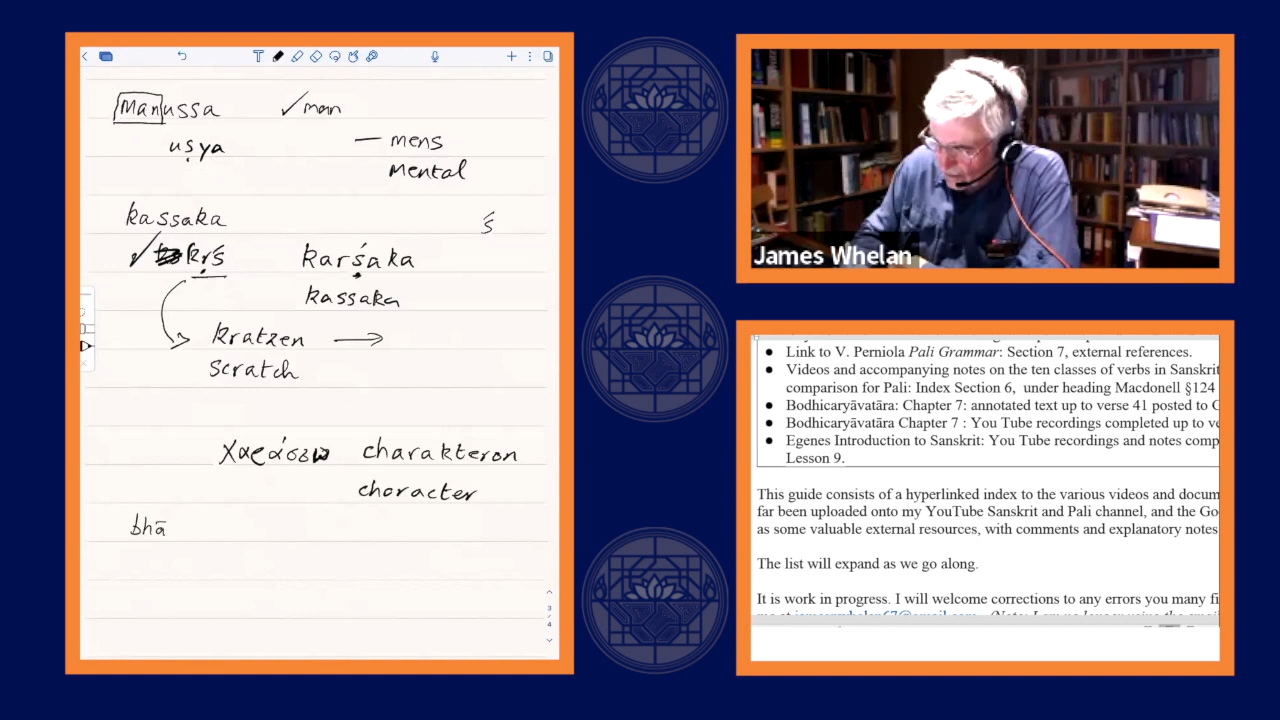 Manussa √man
uṣya — mens
mental
kassaka ś
√ kṛś karśaka
kassaka
kratzen →
scratch
χαράσσω charakteron
character
bhā
James Whelan
● Link to V. Perniola Pali Grammar: Section 7, external references.
● Videos and accompanying notes on the ten classes of verbs in Sanskrit
comparison for Pali: Index Section 6, under heading Macdonell §124
● Bodhicaryāvatāra: Chapter 7: annotated text up to verse 41 posted to
● Bodhicaryāvatāra Chapter 7 : You Tube recordings completed up to
● Egenes Introduction to Sanskrit: You Tube recordings and notes
Lesson 9.
This guide consists of a hyperlinked index to the various videos and
far been uploaded onto my YouTube Sanskrit and Pali channel, and the
as some valuable external resources, with comments and explanatory notes
The list will expand as we go along.
It is work in progress. I will welcome corrections to any errors you many
3
4